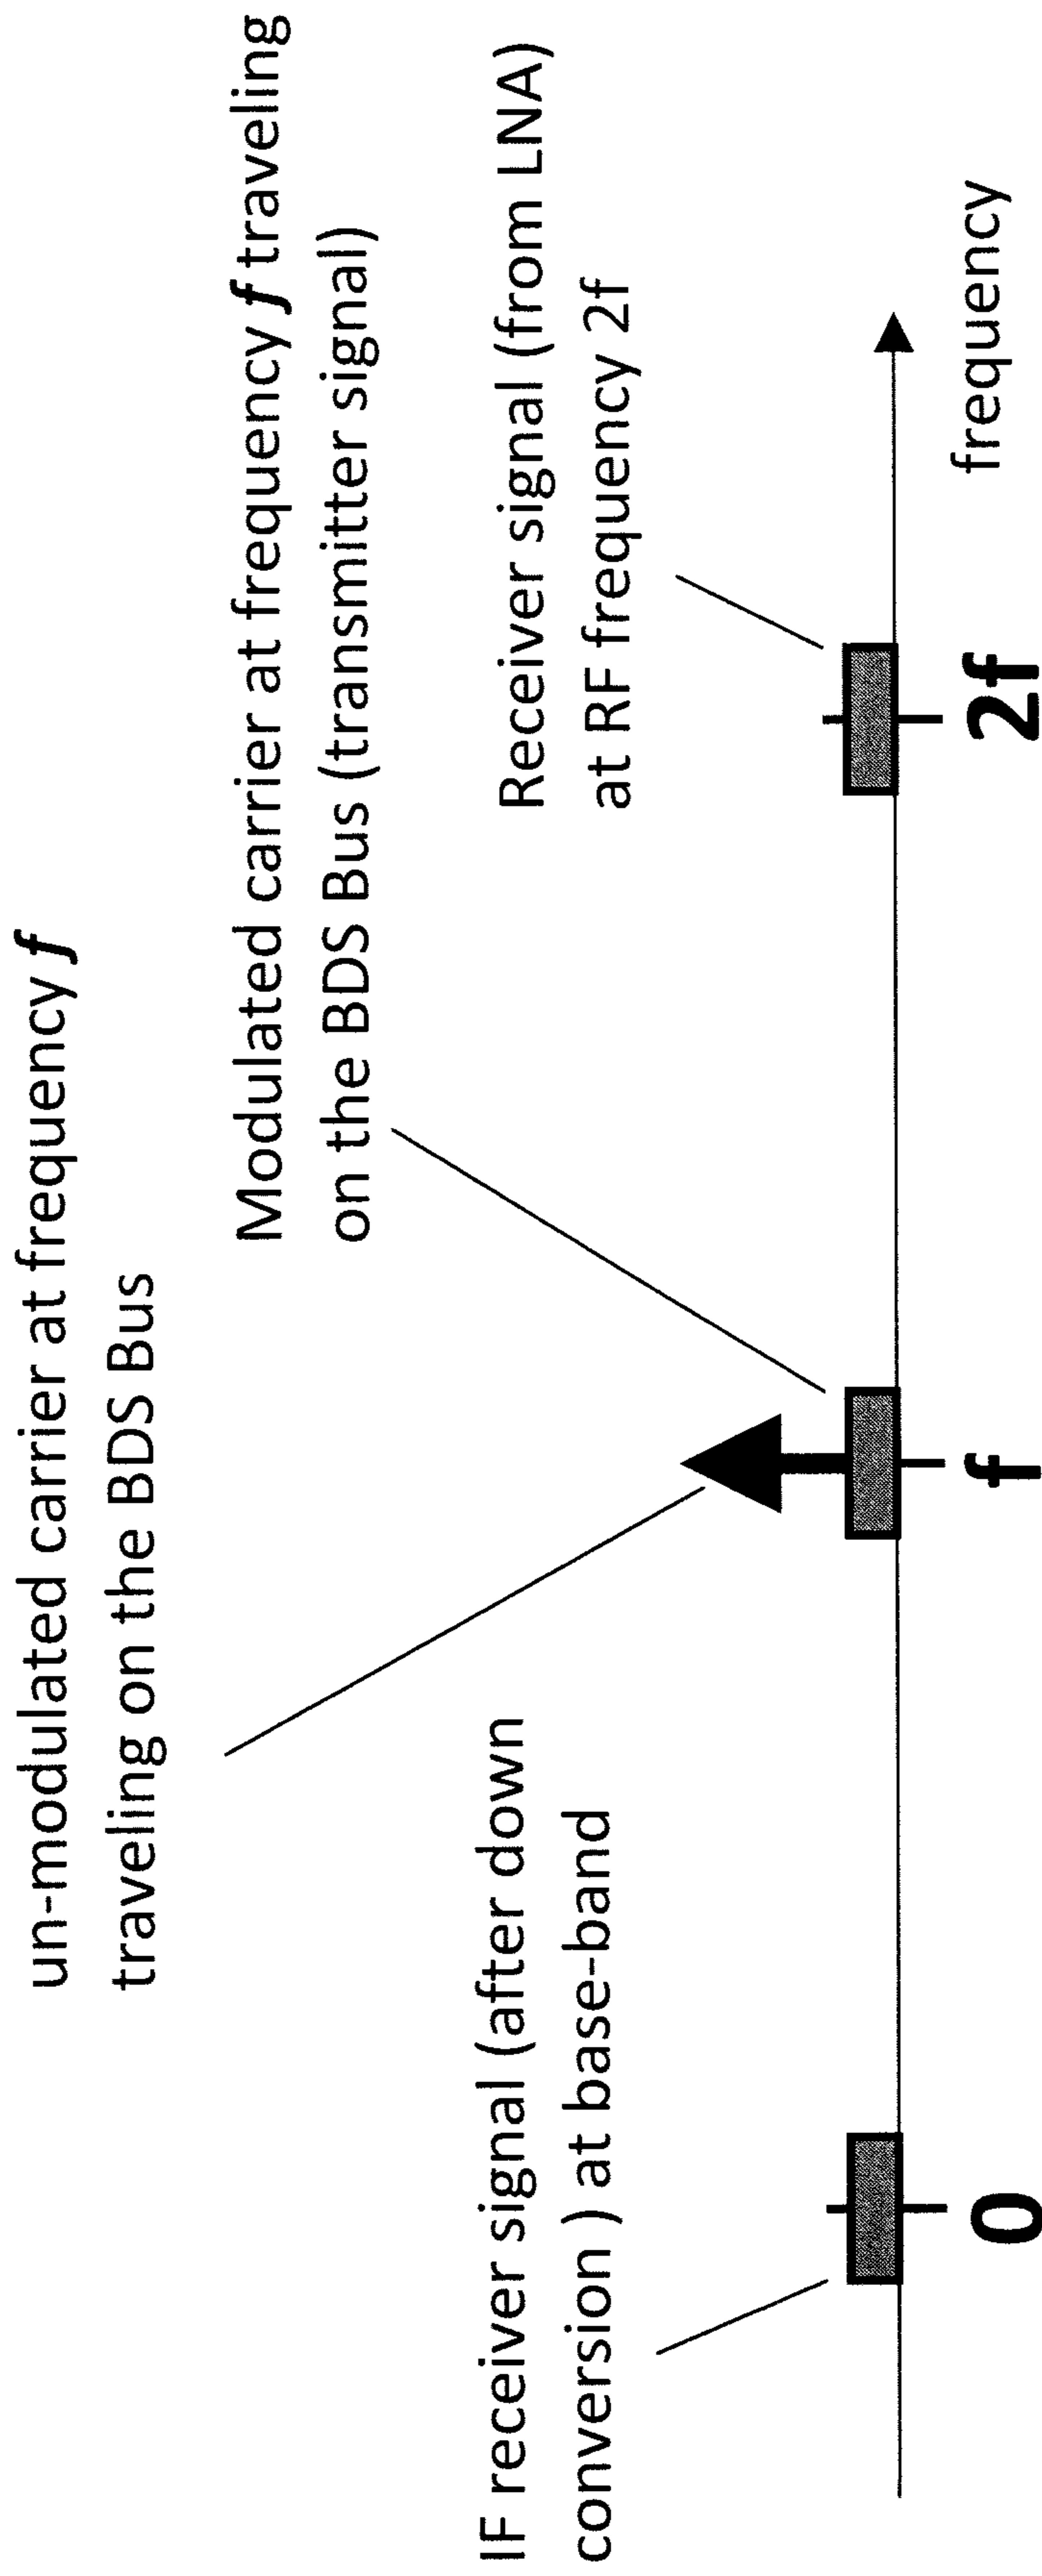 un-modulated carrier at frequency f
traveling on the BDS Bus
Modulated carrier at frequency f traveling
on the BDS Bus (transmitter signal)
IF receiver signal (after down
conversion ) at base-band
Receiver signal (from LNA)
at RF frequency 2f
0
f
2f
frequency